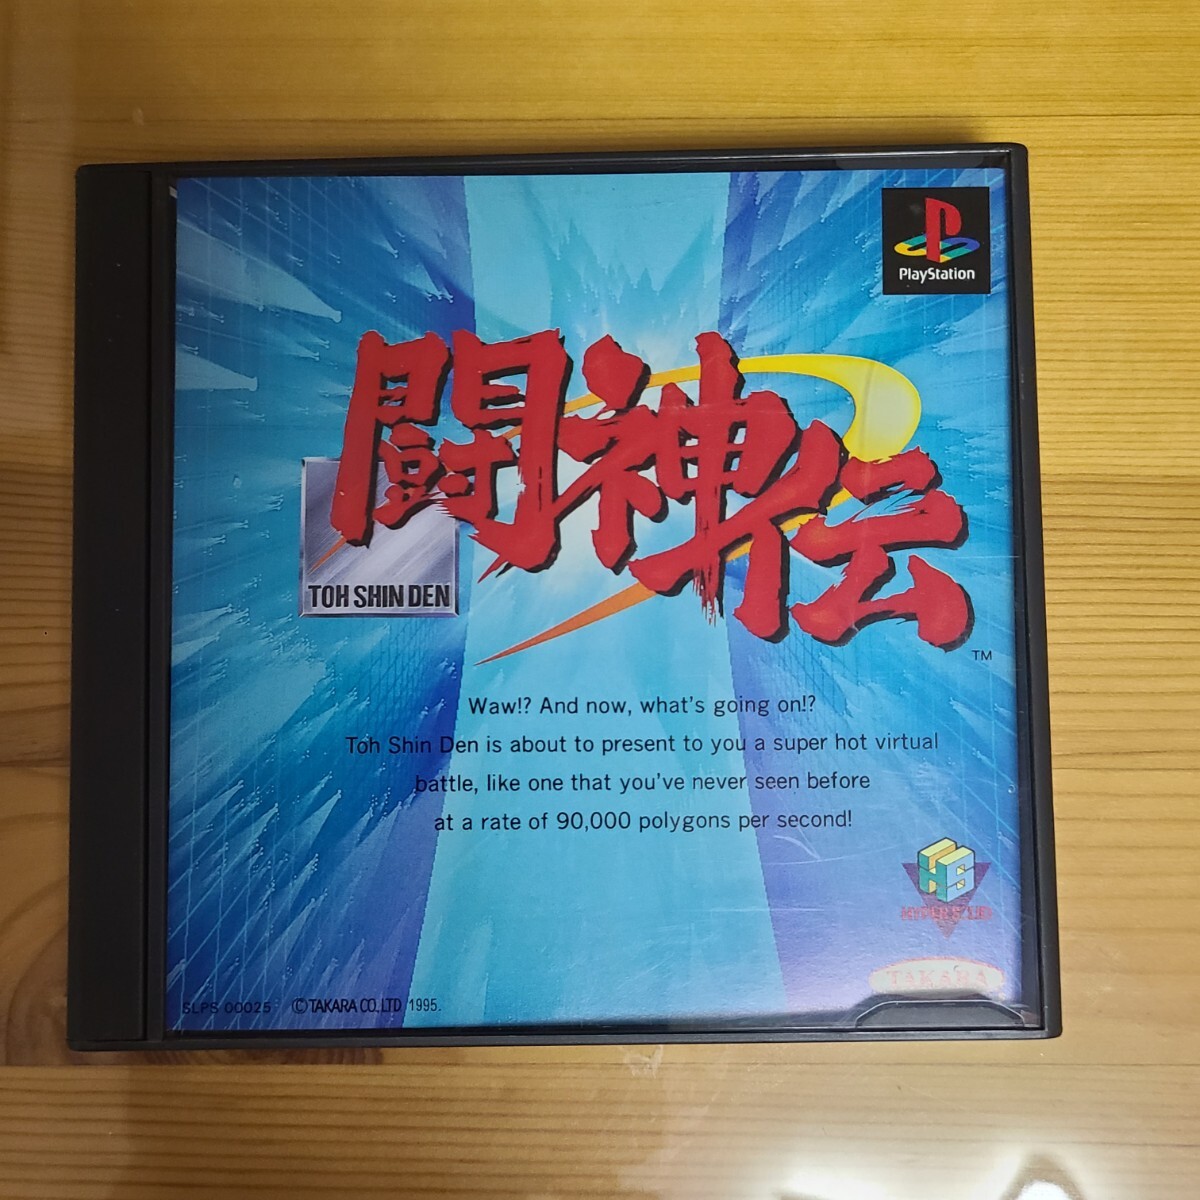 PlayStation
闘神伝
TOH SHIN DEN
TM
Waw!? And now, what's going on!?
Toh Shin Den is about to present to you a super hot virtual
battle, like one that you've never seen before
at a rate of 90,000 polygons per second!
HS
TAKARA
SLPS 00025 ©TAKARA CO.,LTD. 1995.